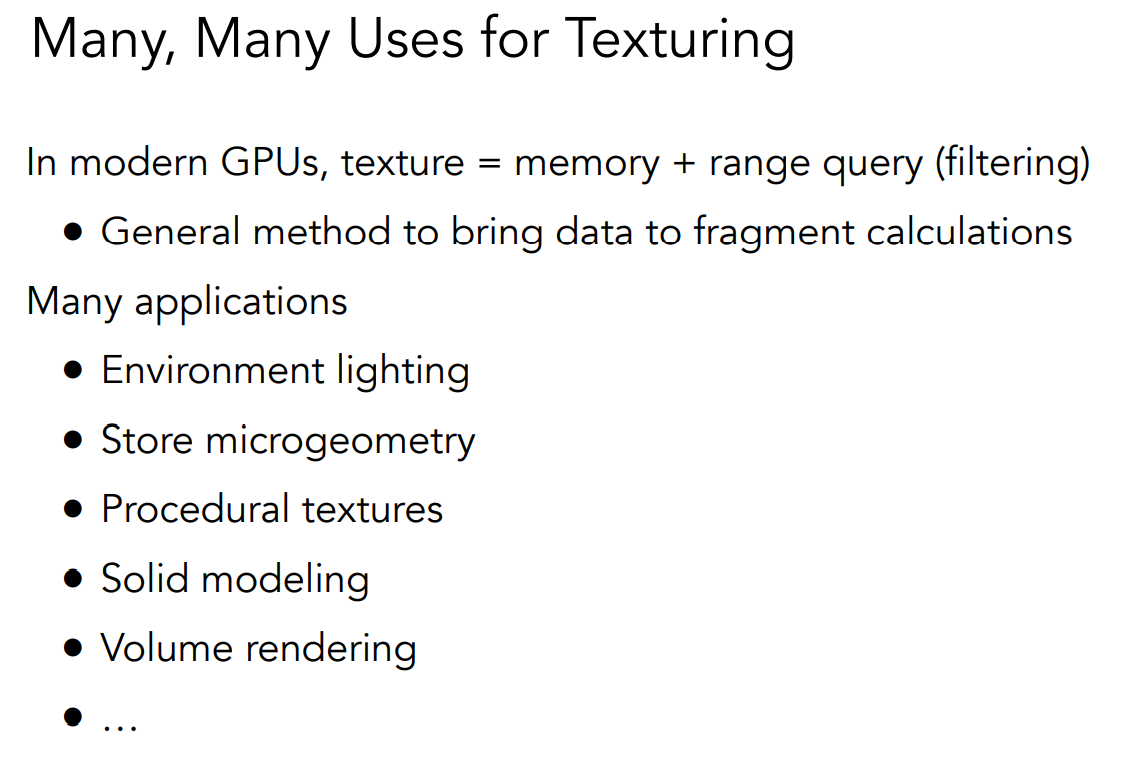 Many, Many Uses for Texturing
In modern GPUs, texture = memory + range query (filtering)
• General method to bring data to fragment calculations
Many applications
• Environment lighting
• Store microgeometry
• Procedural textures
• Solid modeling
• Volume rendering
• …